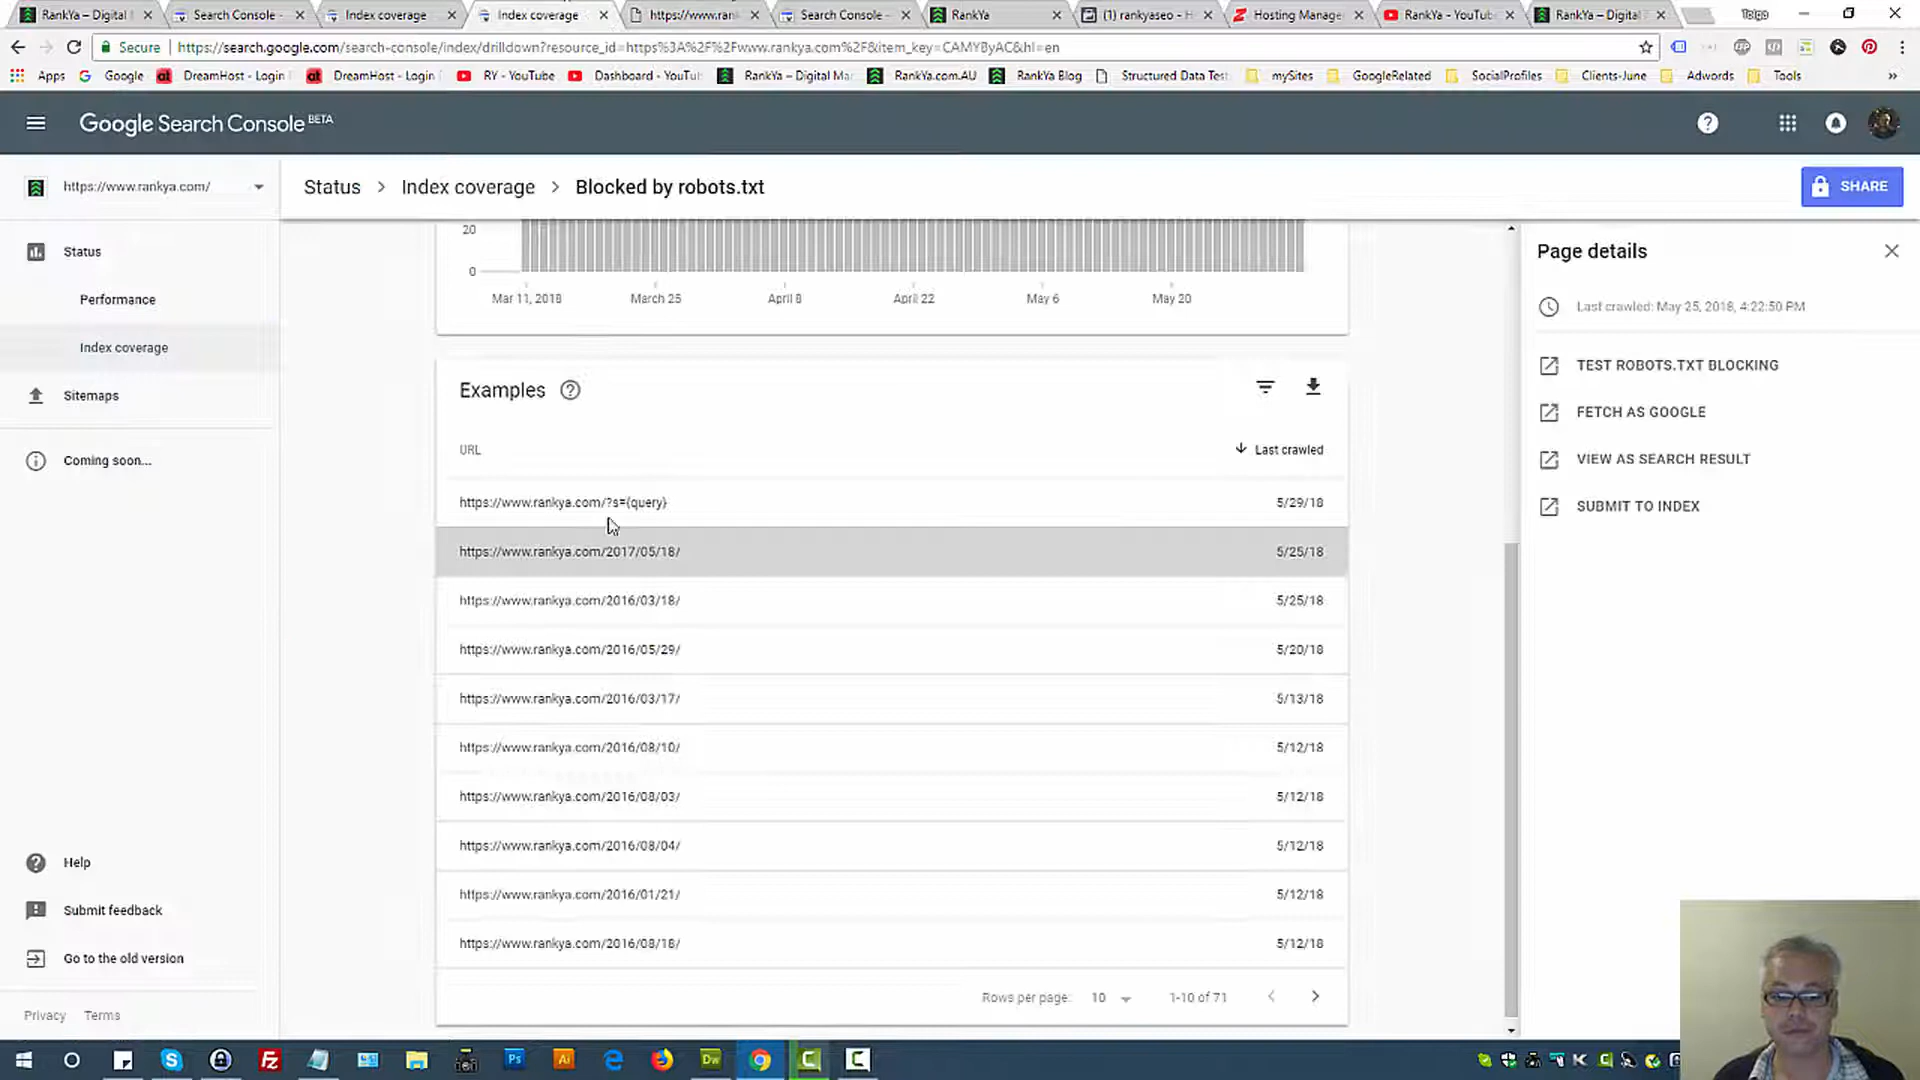 RankYa – Digital
Search Console -
Index coverage
Index coverage
https://www.ran
Search Console -
RankYa
(1) rankyaseo - H
Hosting Manage
RankYa - YouTub
RankYa – Digital
Tolga
Secure
https://search.google.com/search-console/index/drilldown?resource_id=https%3A%2F%2Fwww.rankya.com%2F&item_key=CAMYByAC&hl=en
Apps
Google
DreamHost - Login
DreamHost - Login
RY - YouTube
Dashboard - YouTu
RankYa – Digital Ma
RankYa.com.AU
RankYa Blog
Structured Data Test
mySites
GoogleRelated
SocialProfiles
Clients-June
Adwords
Tools
Google Search Console BETA
https://www.rankya.com/
Status > Index coverage > Blocked by robots.txt
SHARE
Status
Performance
Index coverage
Sitemaps
Coming soon...
Help
Submit feedback
Go to the old version
Privacy Terms
20
0
Mar 11, 2018 March 25 April 8 April 22 May 6 May 20
Examples
URL Last crawled
https://www.rankya.com/?s={query} 5/29/18
https://www.rankya.com/2017/05/18/ 5/25/18
https://www.rankya.com/2016/03/18/ 5/25/18
https://www.rankya.com/2016/05/29/ 5/20/18
https://www.rankya.com/2016/03/17/ 5/13/18
https://www.rankya.com/2016/08/10/ 5/12/18
https://www.rankya.com/2016/08/03/ 5/12/18
https://www.rankya.com/2016/08/04/ 5/12/18
https://www.rankya.com/2016/01/21/ 5/12/18
https://www.rankya.com/2016/08/18/ 5/12/18
Rows per page: 10 1-10 of 71
Page details
Last crawled: May 25, 2018, 4:22:50 PM
TEST ROBOTS.TXT BLOCKING
FETCH AS GOOGLE
VIEW AS SEARCH RESULT
SUBMIT TO INDEX